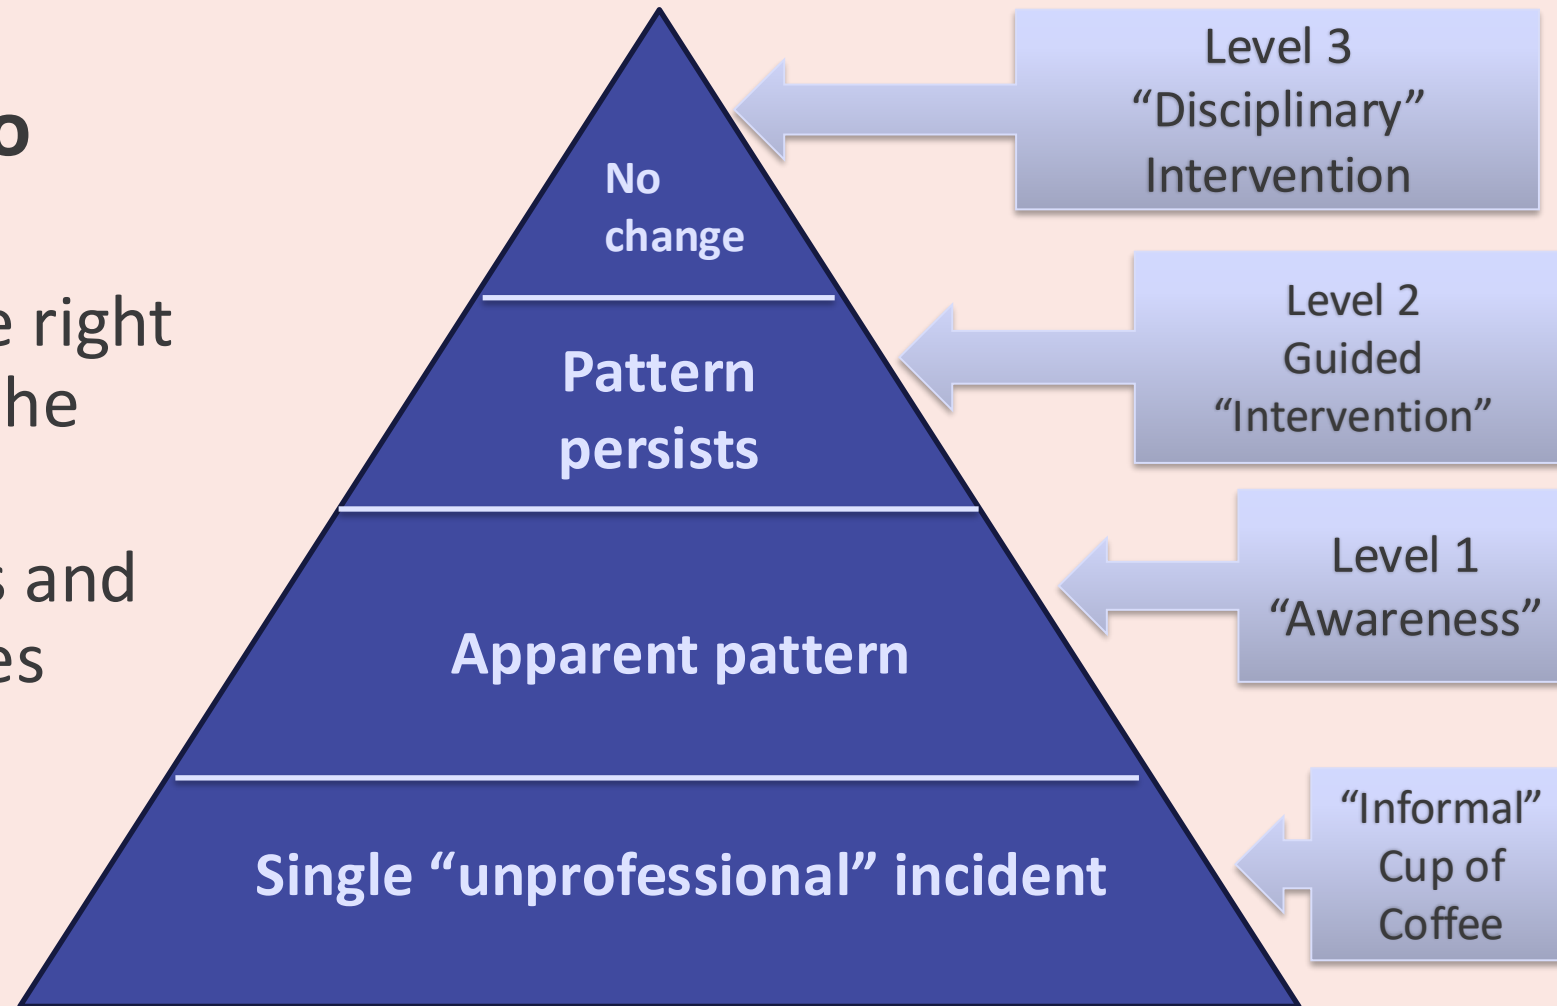 o
e right
he
s and
es
No
change
Pattern
persists
Apparent pattern
Single “unprofessional” incident
Level 3
“Disciplinary”
Intervention
Level 2
Guided
“Intervention”
Level 1
“Awareness”
“Informal”
Cup of
Coffee